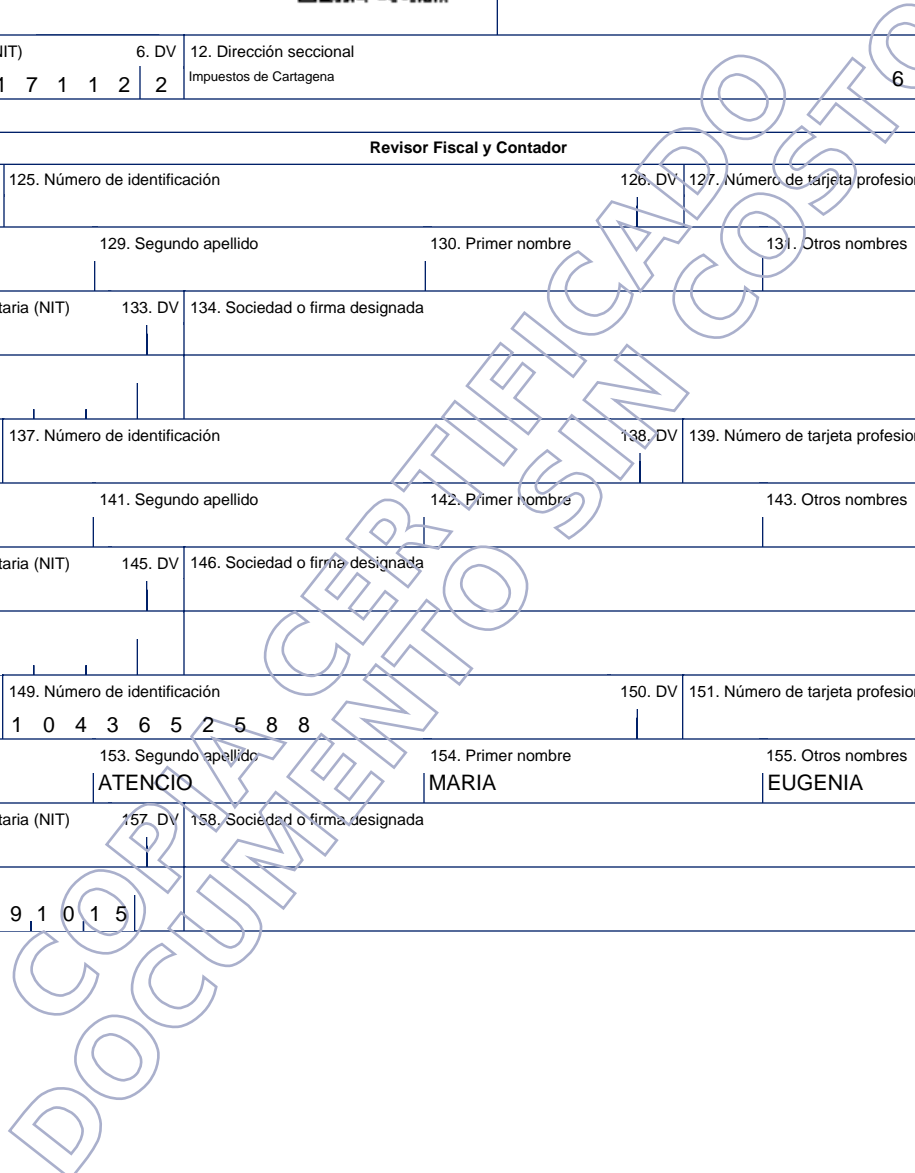 IT) 6. DV 12. Dirección seccional
1 7 1 1 2 2 Impuestos de Cartagena 6
Revisor Fiscal y Contador
125. Número de identificación 126. DV 127. Número de tarjeta profesion
129. Segundo apellido 130. Primer nombre 131. Otros nombres
taria (NIT) 133. DV 134. Sociedad o firma designada
137. Número de identificación 138. DV 139. Número de tarjeta profesion
141. Segundo apellido 142. Primer nombre 143. Otros nombres
taria (NIT) 145. DV 146. Sociedad o firma designada
149. Número de identificación 150. DV 151. Número de tarjeta profesion
1 0 4 3 6 5 2 5 8 8
153. Segundo apellido 154. Primer nombre 155. Otros nombres
ATENCIO MARIA EUGENIA
taria (NIT) 157. DV 158. Sociedad o firma designada
9 1 0 1 5
COPIA CERTIFICADO
DOCUMENTO SIN COSTO